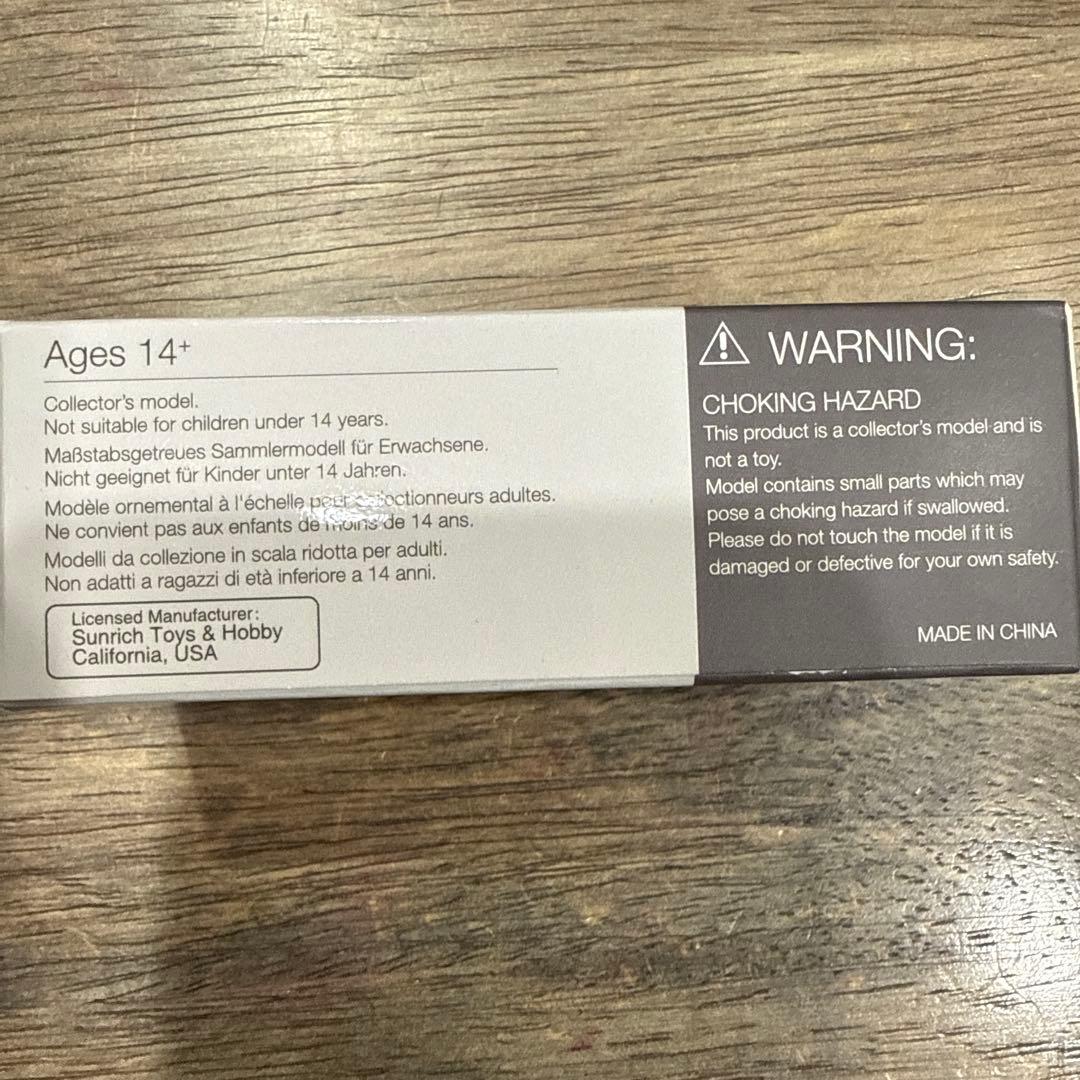 Ages 14+
Collector's model.
Not suitable for children under 14 years.
Maßstabsgetreues Sammlermodell für Erwachsene.
Nicht geeignet für Kinder unter 14 Jahren.
Modèle ornemental à l'échelle adultes.
Ne convient pas aux enfants de moins de 14 ans.
Modelli da collezione in scala ridotta per adulti.
Non adatti a ragazzi di età inferiore a 14 anni.
Licensed Manufacturer:
Sunrich Toys & Hobby
California, USA
WARNING:
CHOKING HAZARD
This product is a collector's model and is
not a toy.
Model contains small parts which may
pose a choking hazard if swallowed.
Please do not touch the model if it is
damaged or defective for your own safety.
MADE IN CHINA